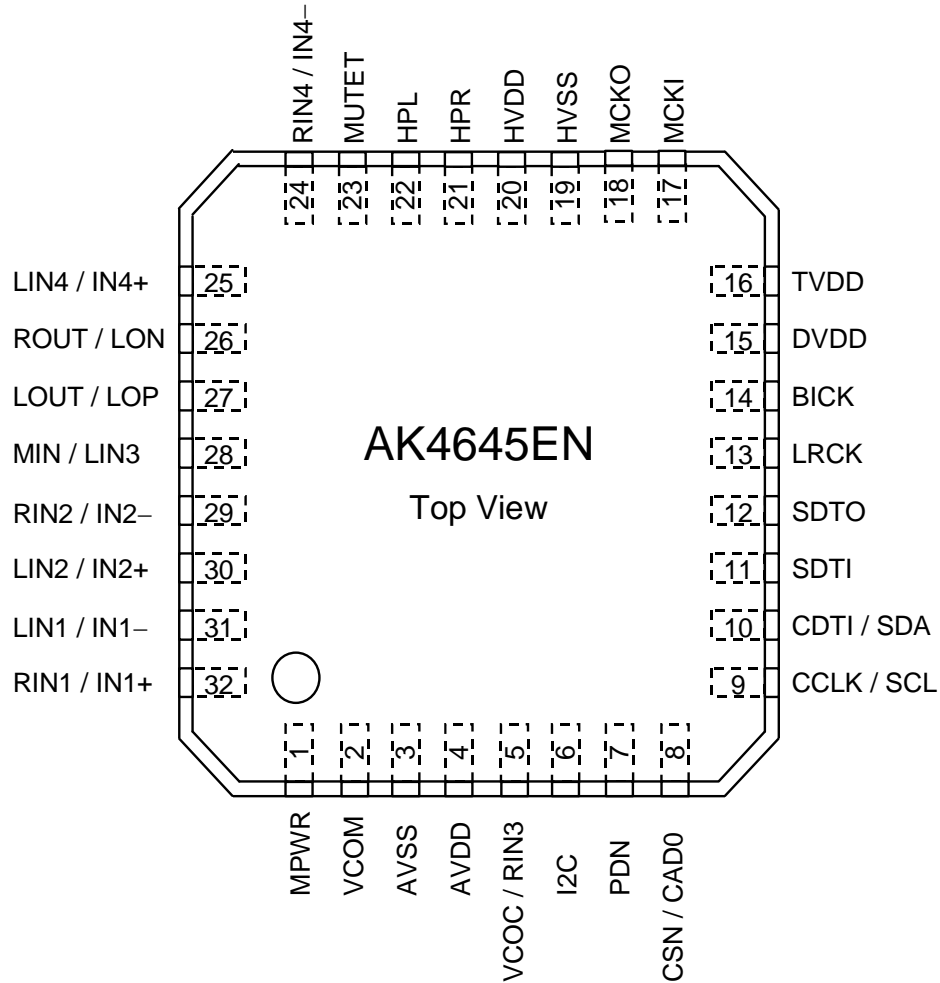 RIN4 / IN4−
MUTET
HPL
HPR
HVDD
HVSS
MCKO
MCKI
24
23
22
21
20
19
18
17
LIN4 / IN4+ 25
16 TVDD
ROUT / LON 26
15 DVDD
LOUT / LOP 27
14 BICK
MIN / LIN3 28
13 LRCK
RIN2 / IN2− 29
12 SDTO
LIN2 / IN2+ 30
11 SDTI
LIN1 / IN1− 31
10 CDTI / SDA
RIN1 / IN1+ 32
9 CCLK / SCL
AK4645EN
Top View
1
2
3
4
5
6
7
8
MPWR
VCOM
AVSS
AVDD
VCOC / RIN3
I2C
PDN
CSN / CAD0